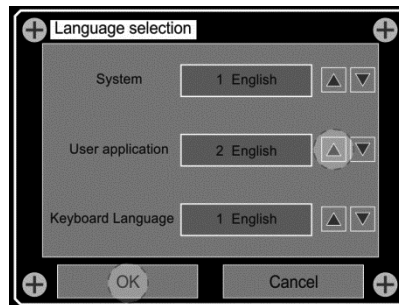 Language selection
System 1 English
User application 2 English
Keyboard Language 1 English
OK Cancel